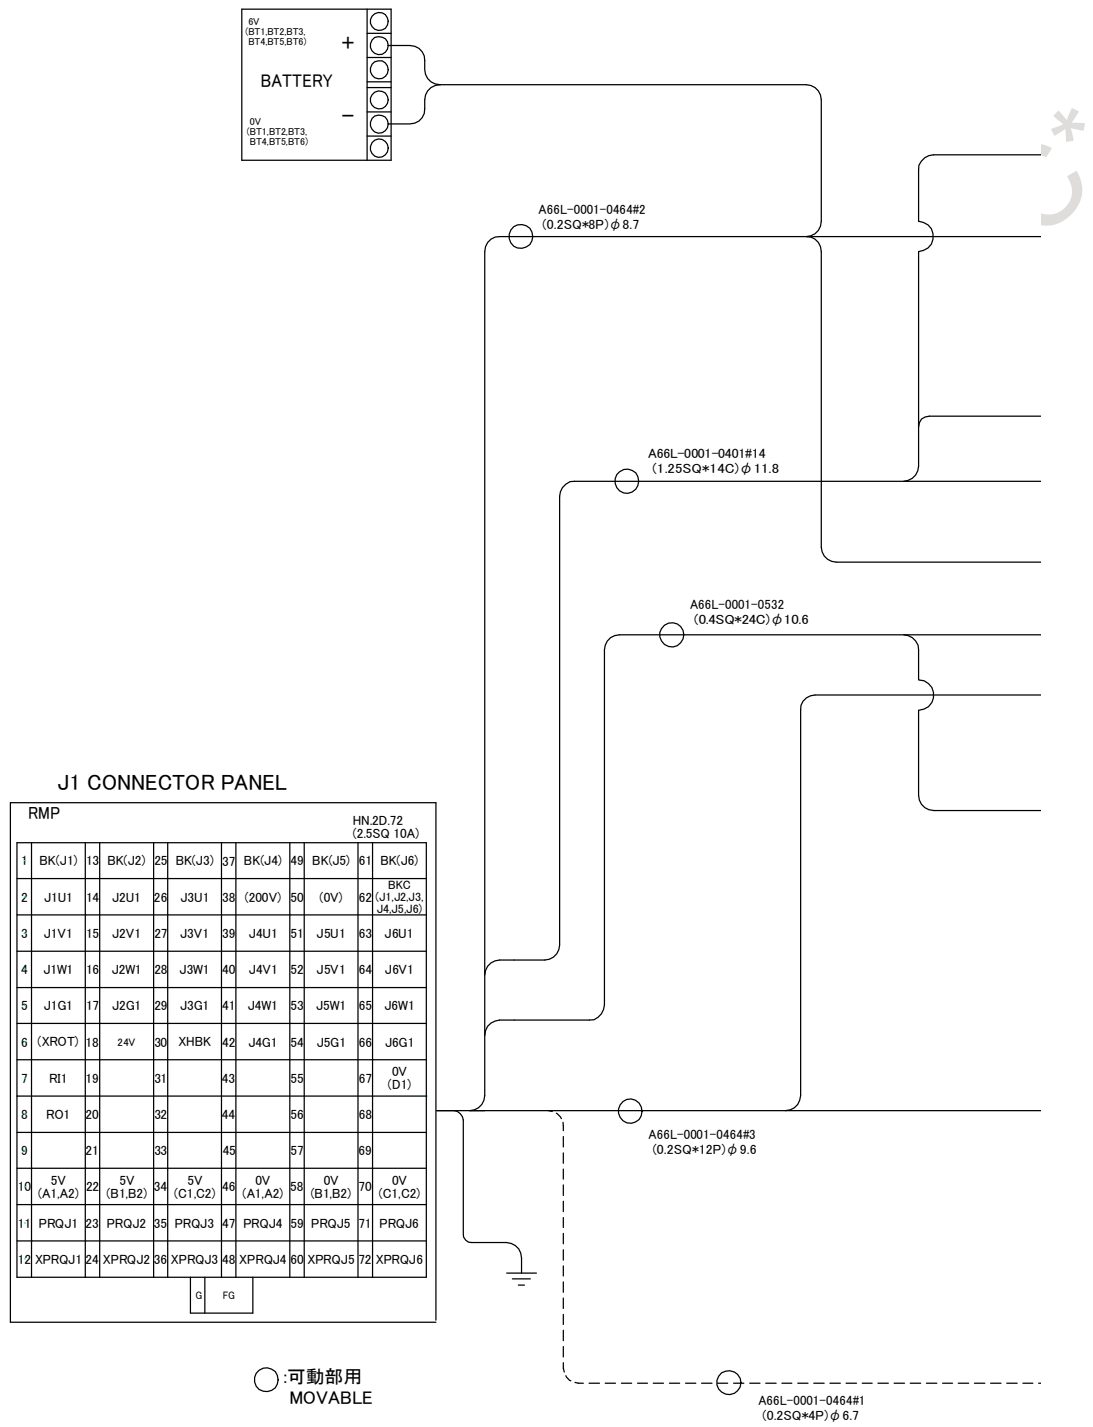 6V
(BT1,BT2,BT3,
BT4,BT5,BT6)
+
BATTERY
−
0V
(BT1,BT2,BT3,
BT4,BT5,BT6)
A66L-0001-0464#2
(0.2SQ*8P)φ8.7
A66L-0001-0401#14
(1.25SQ*14C)φ11.8
A66L-0001-0532
(0.4SQ*24C)φ10.6
J1 CONNECTOR PANEL
RMP
HN.2D.72
(2.5SQ 10A)
1 BK(J1) 13 BK(J2) 25 BK(J3) 37 BK(J4) 49 BK(J5) 61 BK(J6)
2 J1U1 14 J2U1 26 J3U1 38 (200V) 50 (0V) 62 BKC (J1,J2,J3, J4,J5,J6)
3 J1V1 15 J2V1 27 J3V1 39 J4U1 51 J5U1 63 J6U1
4 J1W1 16 J2W1 28 J3W1 40 J4V1 52 J5V1 64 J6V1
5 J1G1 17 J2G1 29 J3G1 41 J4W1 53 J5W1 65 J6W1
6 (XROT) 18 24V 30 XHBK 42 J4G1 54 J5G1 66 J6G1
7 RI1 19 31 43 55 67 0V (D1)
8 RO1 20 32 44 56 68
9 21 33 45 57 69
10 5V (A1,A2) 22 5V (B1,B2) 34 5V (C1,C2) 46 0V (A1,A2) 58 0V (B1,B2) 70 0V (C1,C2)
11 PRQJ1 23 PRQJ2 35 PRQJ3 47 PRQJ4 59 PRQJ5 71 PRQJ6
12 XPRQJ1 24 XPRQJ2 36 XPRQJ3 48 XPRQJ4 60 XPRQJ5 72 XPRQJ6
G FG
A66L-0001-0464#3
(0.2SQ*12P)φ9.6
:可動部用
MOVABLE
A66L-0001-0464#1
(0.2SQ*4P)φ6.7